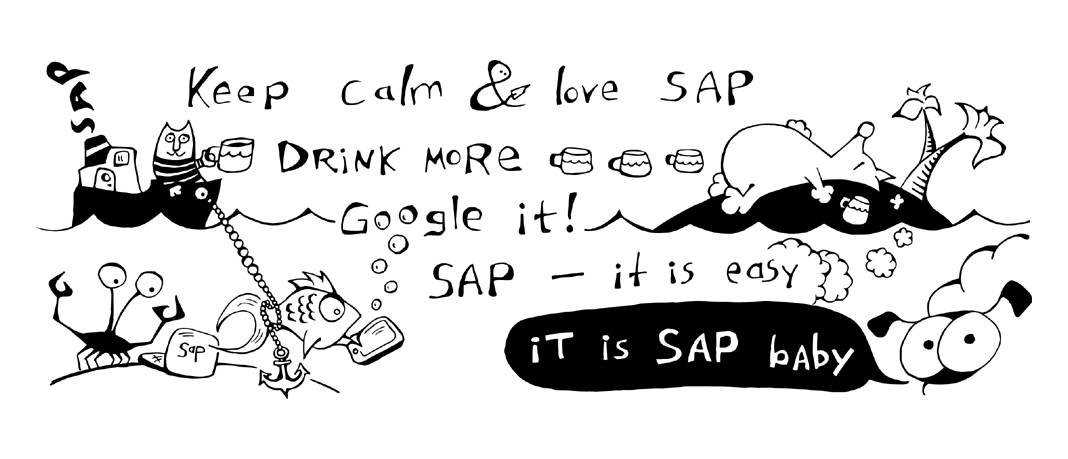 SAP
Keep calm & love SAP
DRINK MORE
Google it!
SAP — it is easy
SAP
iT is SAP bABy